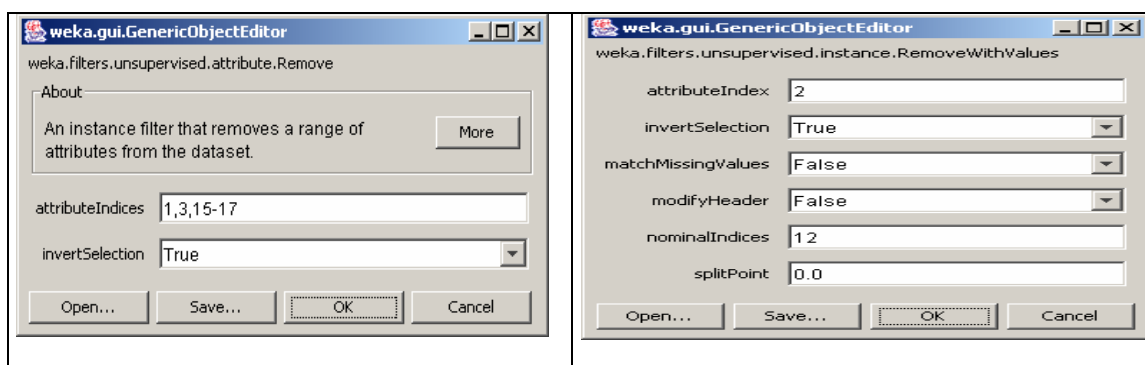 weka.gui.GenericObjectEditor
weka.filters.unsupervised.attribute.Remove
About
An instance filter that removes a range of
attributes from the dataset.
More
attributeIndices 1,3,15-17
invertSelection True
Open... Save... OK Cancel
weka.gui.GenericObjectEditor
weka.filters.unsupervised.instance.RemoveWithValues
attributeIndex 2
invertSelection True
matchMissingValues False
modifyHeader False
nominalIndices 12
splitPoint 0.0
Open... Save... OK Cancel